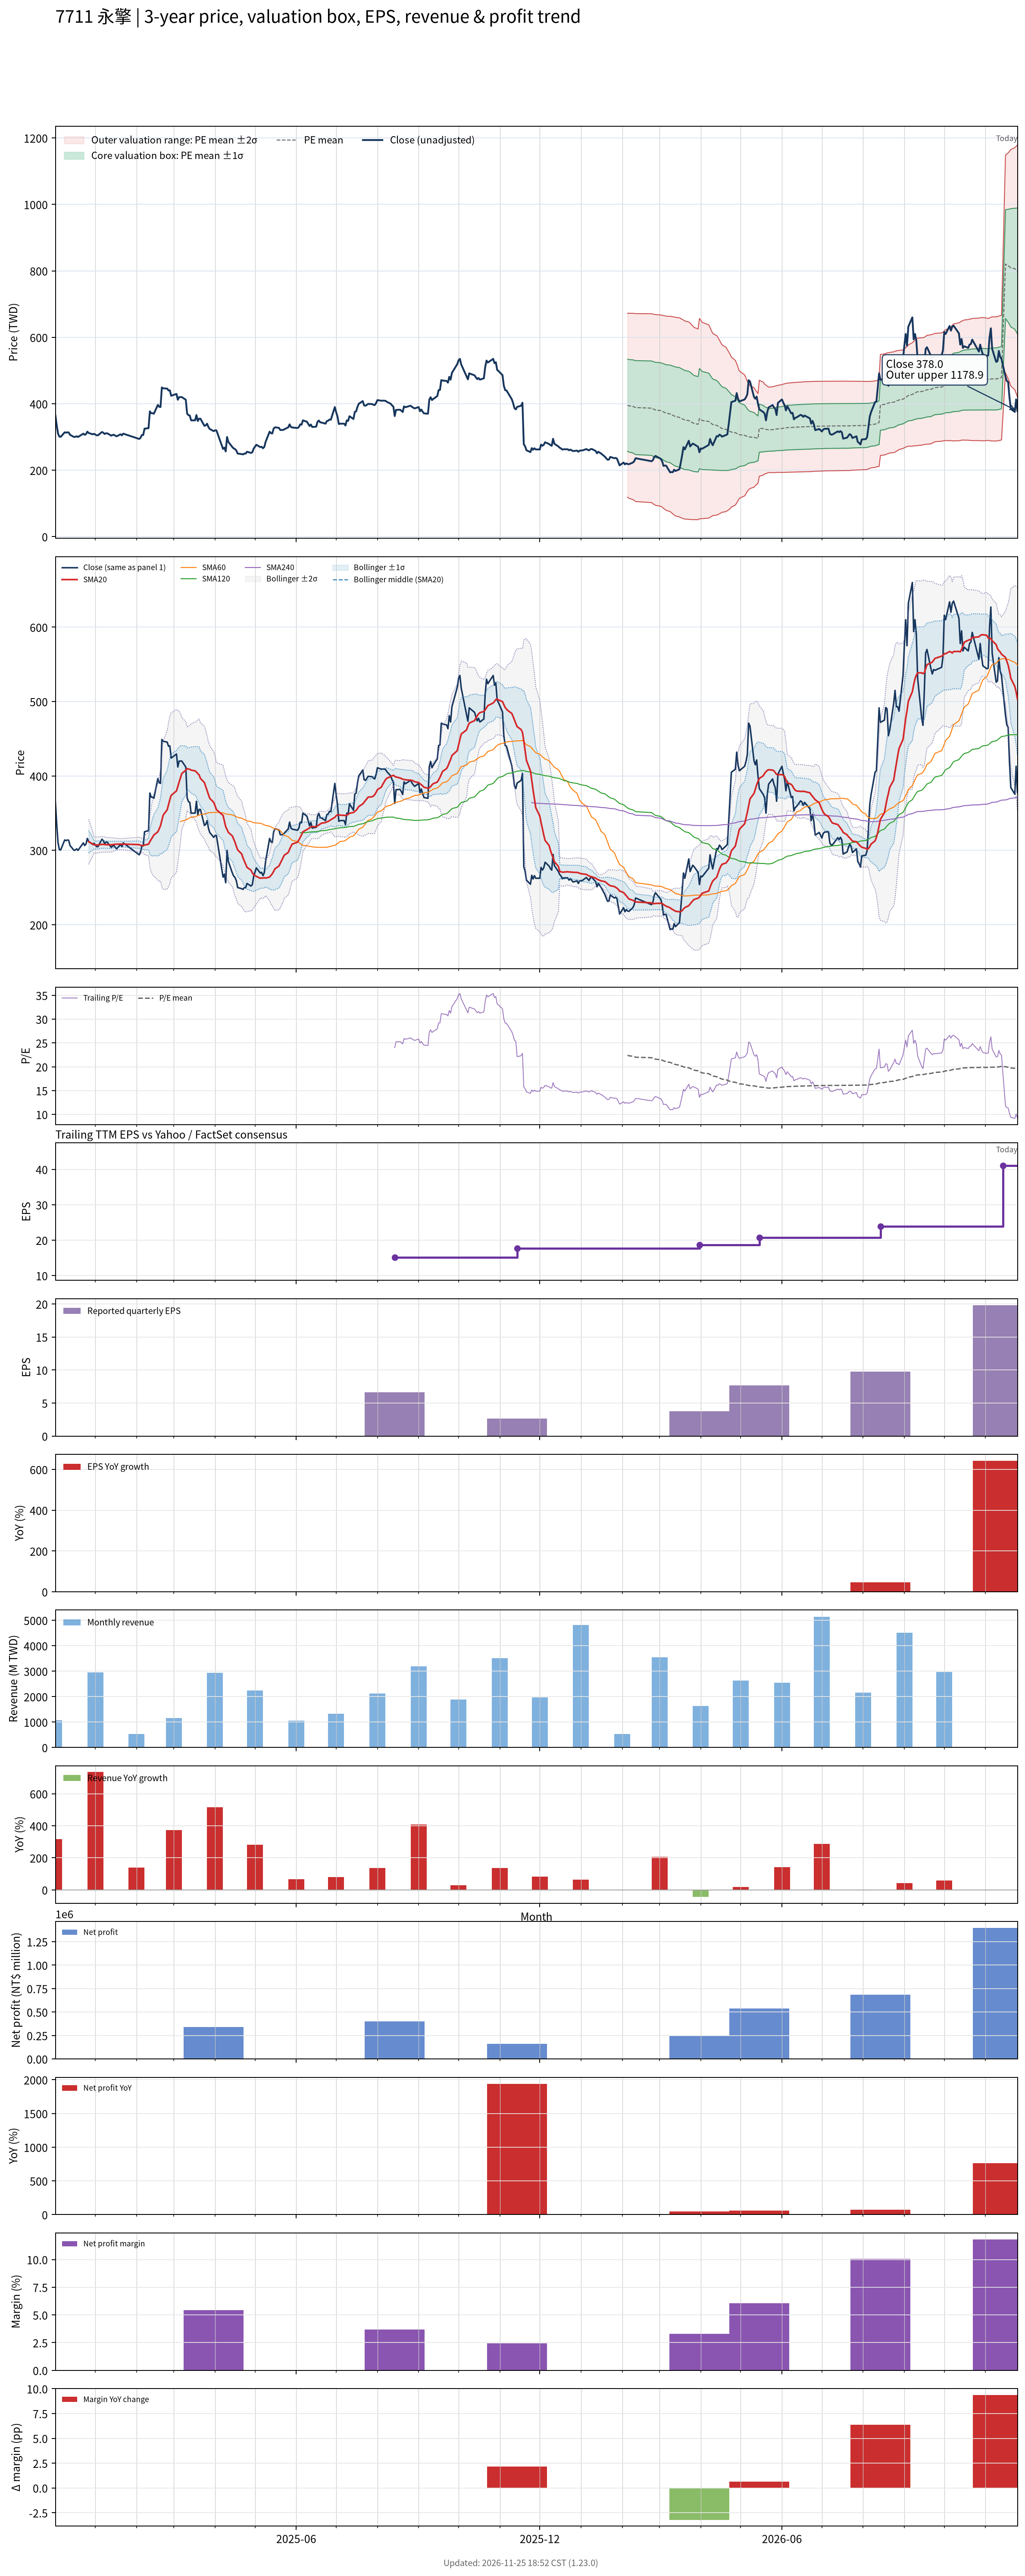 7711 永擎 | 3-year price, valuation box, EPS, revenue & profit trend
Outer valuation range: PE mean ±2σ
Core valuation box: PE mean ±1σ
PE mean
Close (unadjusted)
Today
1200
1000
800
600
400
200
0
Price (TWD)
Close 378.0
Outer upper 1178.9
Close (same as panel 1)
SMA20
SMA60
SMA120
SMA240
Bollinger ±2σ
Bollinger ±1σ
Bollinger middle (SMA20)
600
500
400
300
200
Price
Trailing P/E
P/E mean
35
30
25
20
15
10
P/E
Trailing TTM EPS vs Yahoo / FactSet consensus
Today
40
30
20
10
EPS
Reported quarterly EPS
20
15
10
5
0
EPS
EPS YoY growth
600
400
200
0
YoY (%)
Monthly revenue
5000
4000
3000
2000
1000
0
Revenue (M TWD)
Revenue YoY growth
600
400
200
0
YoY (%)
Month
1e6
Net profit
1.25
1.00
0.75
0.50
0.25
0.00
Net profit (NT$ million)
Net profit YoY
2000
1500
1000
500
0
YoY (%)
Net profit margin
10.0
7.5
5.0
2.5
0.0
Margin (%)
Margin YoY change
10.0
7.5
5.0
2.5
0.0
-2.5
Δ margin (pp)
2025-06
2025-12
2026-06
Updated: 2026-11-25 18:52 CST (1.23.0)